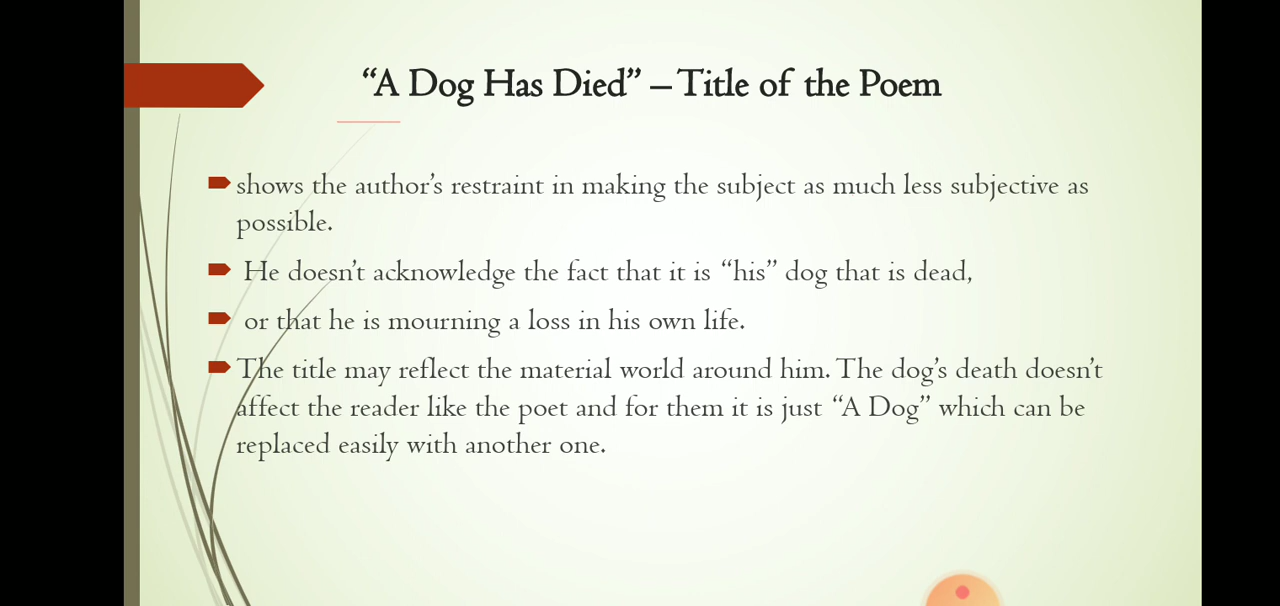 “A Dog Has Died” – Title of the Poem
shows the author’s restraint in making the subject as much less subjective as
possible.
He doesn’t acknowledge the fact that it is “his” dog that is dead,
or that he is mourning a loss in his own life.
The title may reflect the material world around him. The dog’s death doesn’t
affect the reader like the poet and for them it is just “A Dog” which can be
replaced easily with another one.